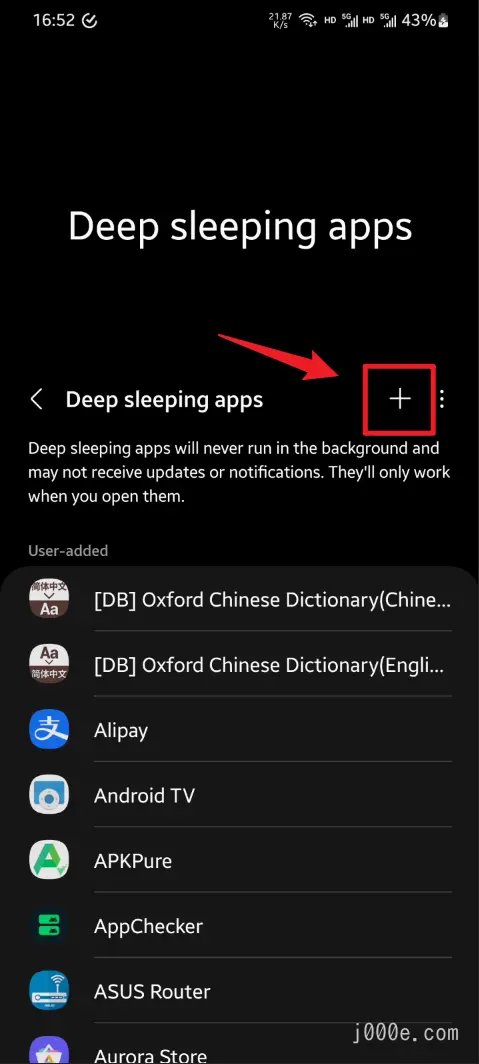 16:52
21.87
K/s
HD 5G HD 5G 43%
Deep sleeping apps
Deep sleeping apps
Deep sleeping apps will never run in the background and
may not receive updates or notifications. They'll only work
when you open them.
User-added
简体中文
Aa
[DB] Oxford Chinese Dictionary(Chine...
Aa
简体中文
[DB] Oxford Chinese Dictionary(Engli...
支
Alipay
Android TV
APKPure
AppChecker
ASUS Router
Aurora Store
j000e.com